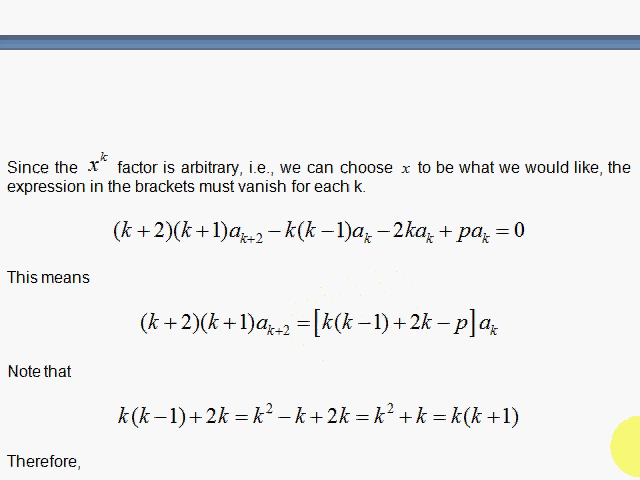 Since the x^k factor is arbitrary, i.e., we can choose x to be what we would like, the
expression in the brackets must vanish for each k.
(k+2)(k+1)a_{k+2} − k(k−1)a_k − 2ka_k + pa_k = 0
This means
(k+2)(k+1)a_{k+2} = [k(k−1)+2k−p]a_k
Note that
k(k−1)+2k = k^2 − k + 2k = k^2 + k = k(k+1)
Therefore,